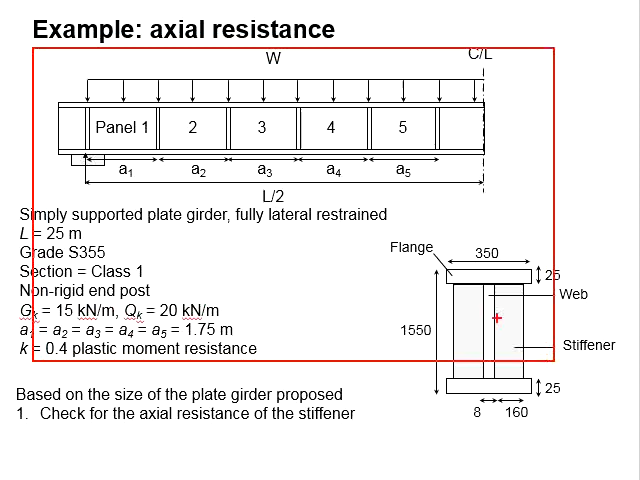 Example: axial resistance
W
C/L
Panel 1 2 3 4 5
a1 a2 a3 a4 a5
L/2
Simply supported plate girder, fully lateral restrained
L = 25 m
Grade S355
Section = Class 1
Non-rigid end post
Gk = 15 kN/m, Qk = 20 kN/m
a1 = a2 = a3 = a4 = a5 = 1.75 m
k = 0.4 plastic moment resistance
Flange
350
25
Web
1550
Stiffener
25
8 160
Based on the size of the plate girder proposed
1. Check for the axial resistance of the stiffener